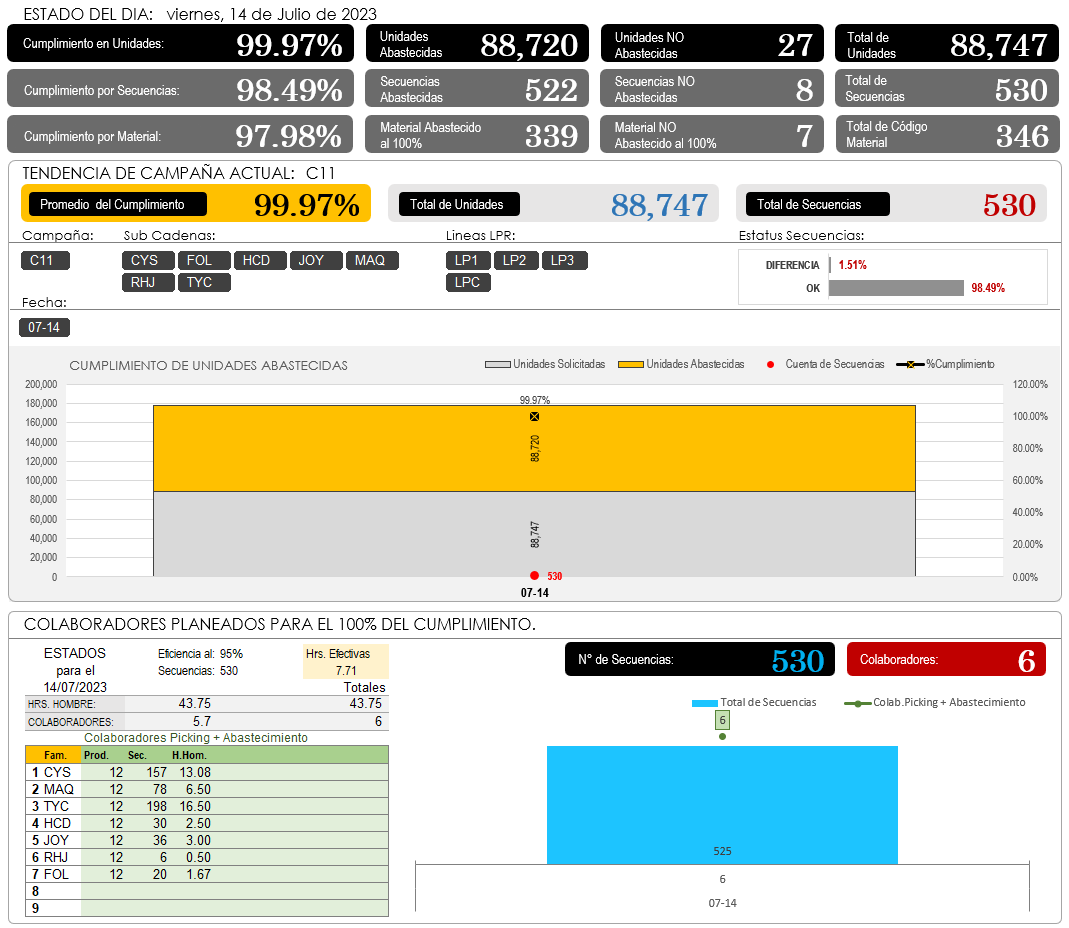 ESTADO DEL DIA: viernes, 14 de Julio de 2023
Cumplimiento en Unidades: 99.97%
Unidades Abastecidas 88,720
Unidades NO Abastecidas 27
Total de Unidades 88,747
Cumplimiento por Secuencias: 98.49%
Secuencias Abastecidas 522
Secuencias NO Abastecidas 8
Total de Secuencias 530
Cumplimiento por Material: 97.98%
Material Abastecido al 100% 339
Material NO Abastecido al 100% 7
Total de Código Material 346
TENDENCIA DE CAMPAÑA ACTUAL: C11
Promedio del Cumplimiento 99.97%
Total de Unidades 88,747
Total de Secuencias 530
Campaña:
C11
Sub Cadenas:
CYS FOL HCD JOY MAQ
RHJ TYC
Lineas LPR:
LP1 LP2 LP3
LPC
Estatus Secuencias:
DIFERENCIA 1.51%
OK 98.49%
Fecha:
07-14
CUMPLIMIENTO DE UNIDADES ABASTECIDAS
Unidades Solicitadas Unidades Abastecidas Cuenta de Secuencias %Cumplimiento
200,000 120.00%
180,000
99.97%
160,000 100.00%
140,000
88,720
80.00%
120,000
100,000 60.00%
80,000
60,000 40.00%
88,747
40,000
20.00%
20,000
0 530 0.00%
07-14
COLABORADORES PLANEADOS PARA EL 100% DEL CUMPLIMIENTO.
ESTADOS Eficiencia al: 95% Hrs. Efectivas
para el Secuencias: 530 7.71
14/07/2023 Totales
HRS. HOMBRE: 43.75 43.75
COLABORADORES: 5.7 6
Colaboradores Picking + Abastecimiento
Fam. Prod. Sec. H.Hom.
1 CYS 12 157 13.08
2 MAQ 12 78 6.50
3 TYC 12 198 16.50
4 HCD 12 30 2.50
5 JOY 12 36 3.00
6 RHJ 12 6 0.50
7 FOL 12 20 1.67
8
9
N° de Secuencias: 530
Colaboradores: 6
Total de Secuencias Colab.Picking + Abastecimiento
6
525
6
07-14